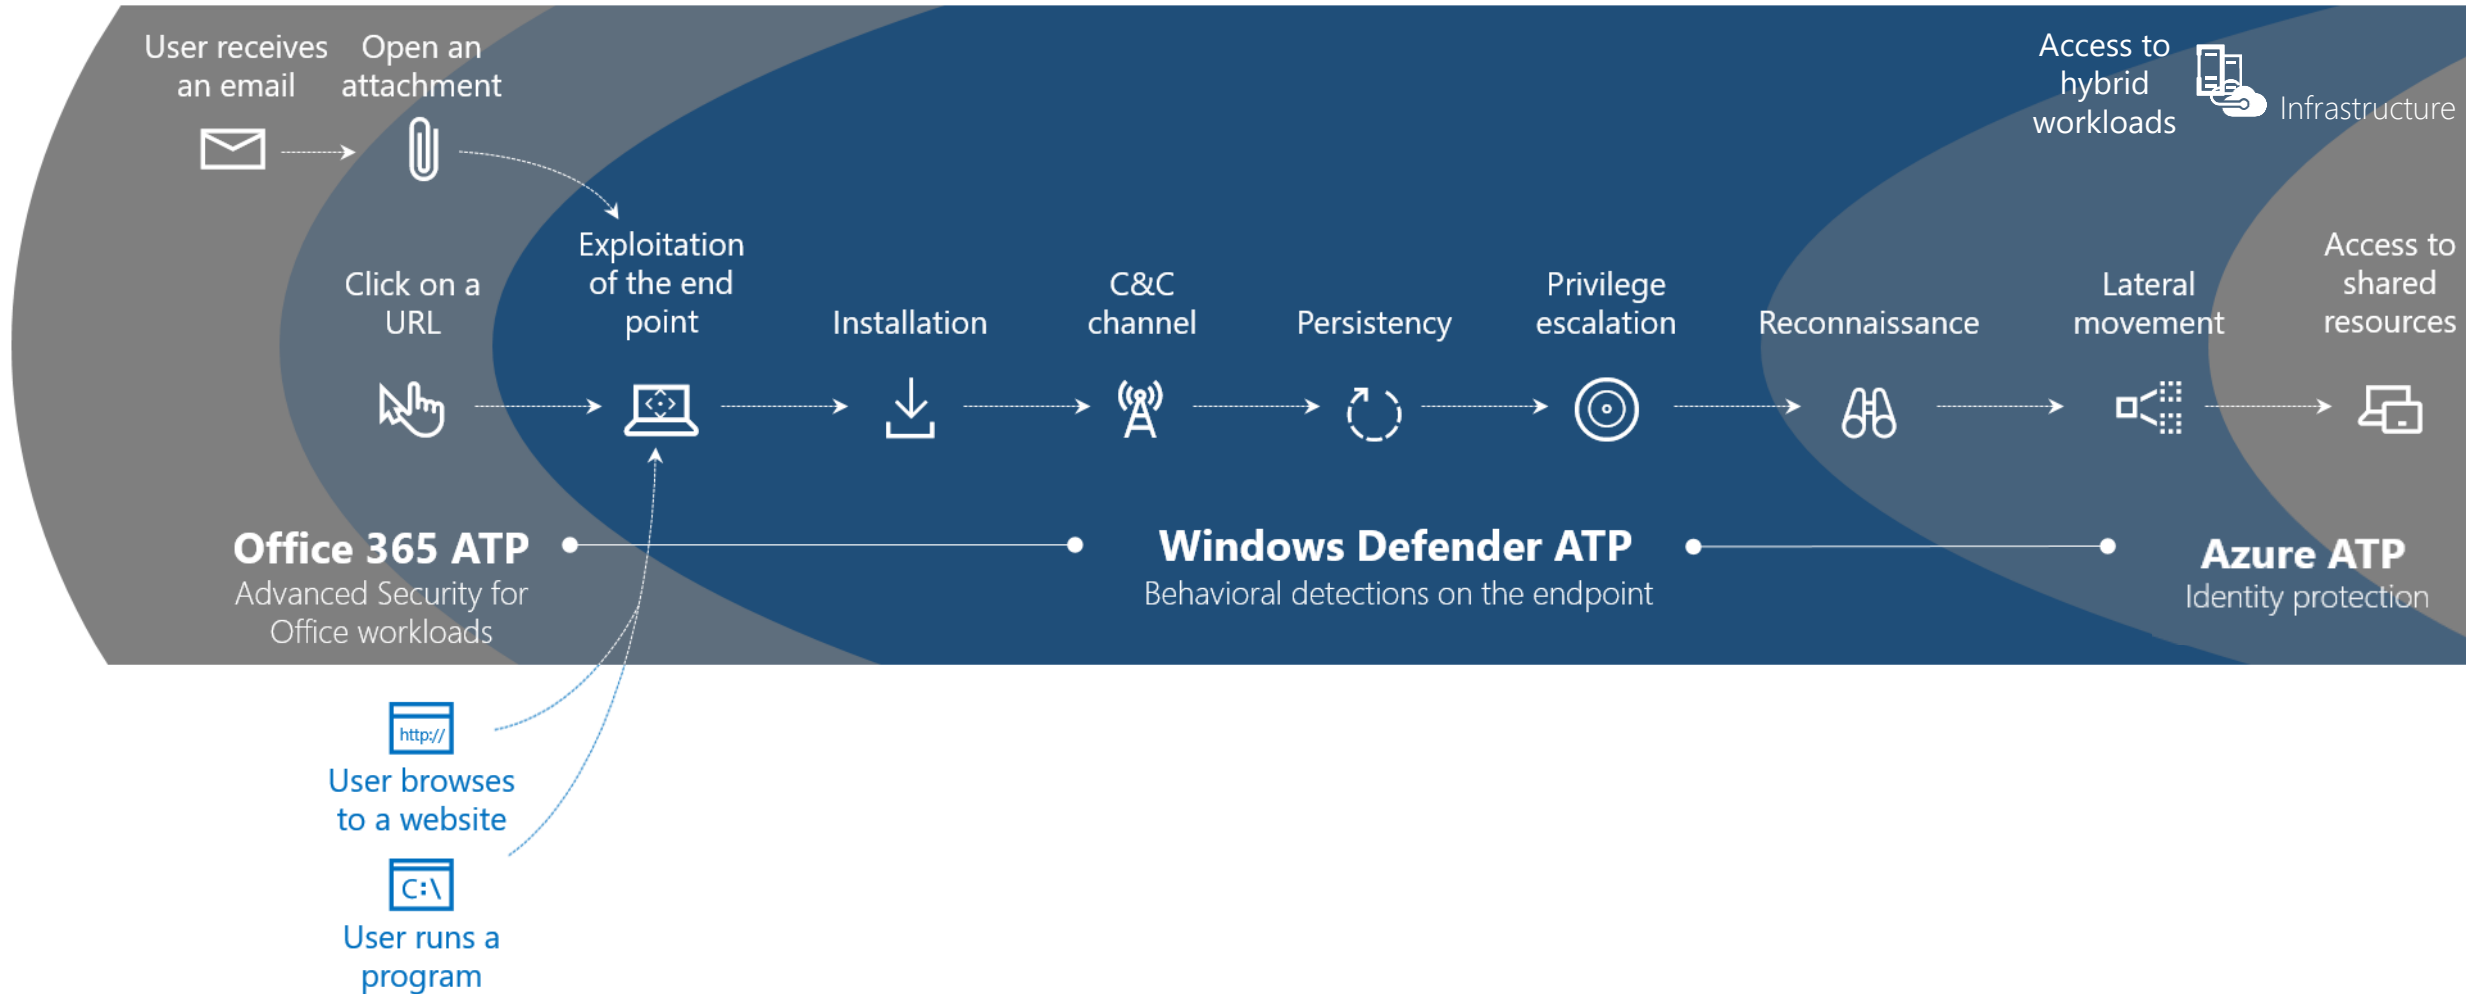 User receives
an email
Open an
attachment
Access to
hybrid
workloads
Infrastructure
Click on a
URL
Exploitation
of the end
point
Installation
C&C
channel
Persistency
Privilege
escalation
Reconnaissance
Lateral
movement
Access to
shared
resources
Office 365 ATP
Advanced Security for
Office workloads
Windows Defender ATP
Behavioral detections on the endpoint
Azure ATP
Identity protection
http://
User browses
to a website
C:\
User runs a
program